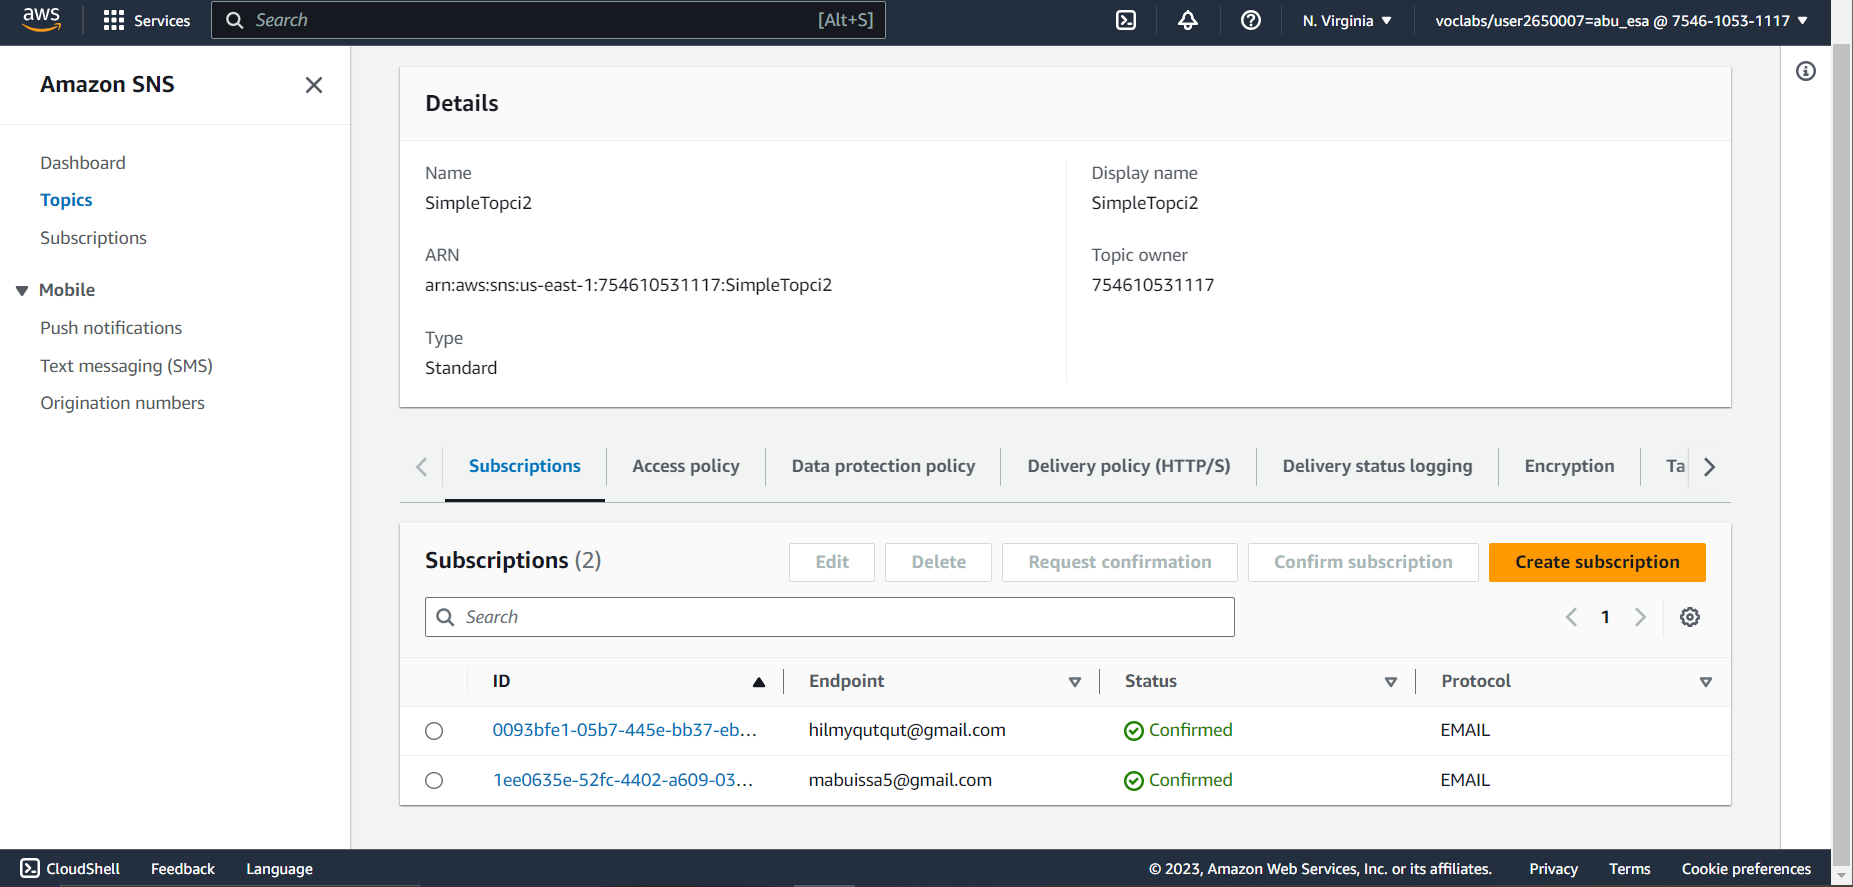 aws
Services
Search
[Alt+S]
N. Virginia
voclabs/user2650007=abu_esa @ 7546-1053-1117
Amazon SNS
Dashboard
Topics
Subscriptions
Mobile
Push notifications
Text messaging (SMS)
Origination numbers
Details
Name
SimpleTopci2
Display name
SimpleTopci2
ARN
arn:aws:sns:us-east-1:754610531117:SimpleTopci2
Topic owner
754610531117
Type
Standard
Subscriptions
Access policy
Data protection policy
Delivery policy (HTTP/S)
Delivery status logging
Encryption
Ta
Subscriptions (2)
Edit
Delete
Request confirmation
Confirm subscription
Create subscription
Search
1
ID
Endpoint
Status
Protocol
0093bfe1-05b7-445e-bb37-eb...
hilmyqutqut@gmail.com
Confirmed
EMAIL
1ee0635e-52fc-4402-a609-03...
mabuissa5@gmail.com
Confirmed
EMAIL
CloudShell
Feedback
Language
© 2023, Amazon Web Services, Inc. or its affiliates.
Privacy
Terms
Cookie preferences